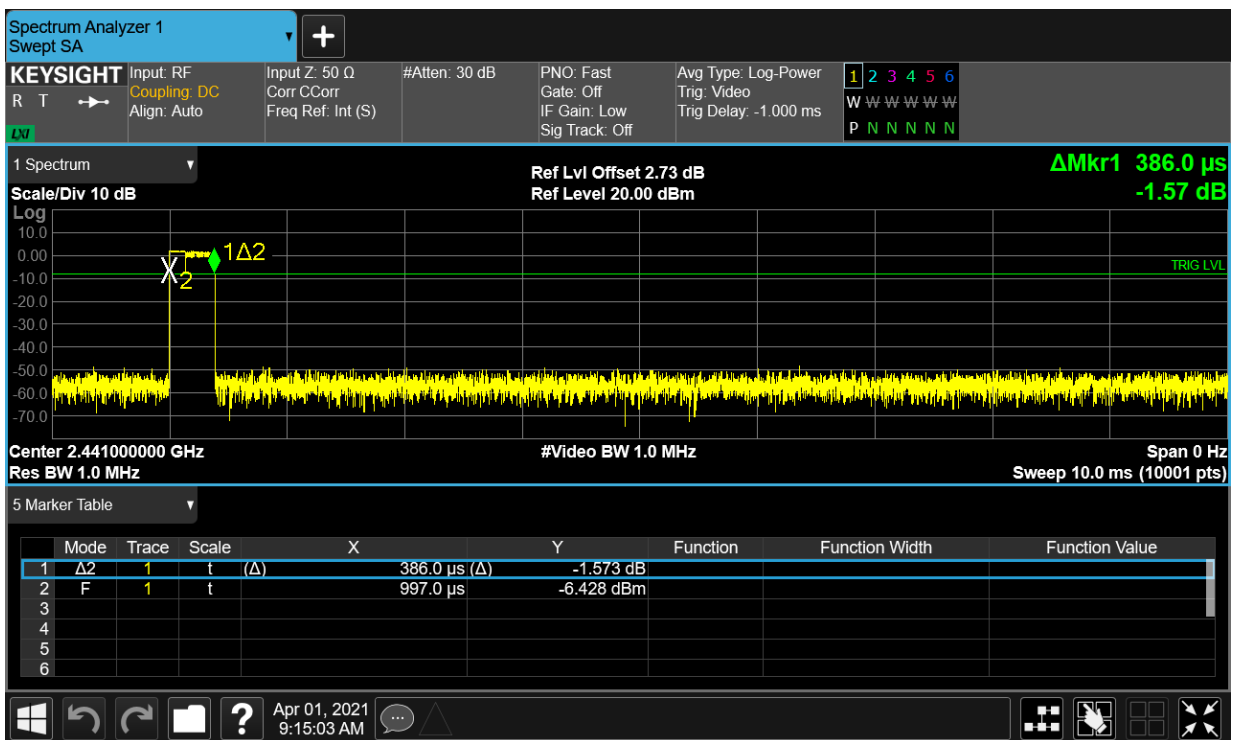 Spectrum Analyzer 1
Swept SA
KEYSIGHT
R T
LXI
Input: RF
Coupling: DC
Align: Auto
Input Z: 50 Ω
Corr CCorr
Freq Ref: Int (S)
#Atten: 30 dB
PNO: Fast
Gate: Off
IF Gain: Low
Sig Track: Off
Avg Type: Log-Power
Trig: Video
Trig Delay: -1.000 ms
1 2 3 4 5 6
W W W W W W
P N N N N N
1 Spectrum
Scale/Div 10 dB
Ref Lvl Offset 2.73 dB
Ref Level 20.00 dBm
ΔMkr1 386.0 µs
-1.57 dB
Log
10.0
0.00
-10.0
-20.0
-30.0
-40.0
-50.0
-60.0
-70.0
X
2
1Δ2
TRIG LVL
Center 2.441000000 GHz
#Video BW 1.0 MHz
Span 0 Hz
Res BW 1.0 MHz
Sweep 10.0 ms (10001 pts)
5 Marker Table
Mode Trace Scale X Y Function Function Width Function Value
1 Δ2 1 t (Δ) 386.0 µs (Δ) -1.573 dB
2 F 1 t 997.0 µs -6.428 dBm
3
4
5
6
?
Apr 01, 2021
9:15:03 AM